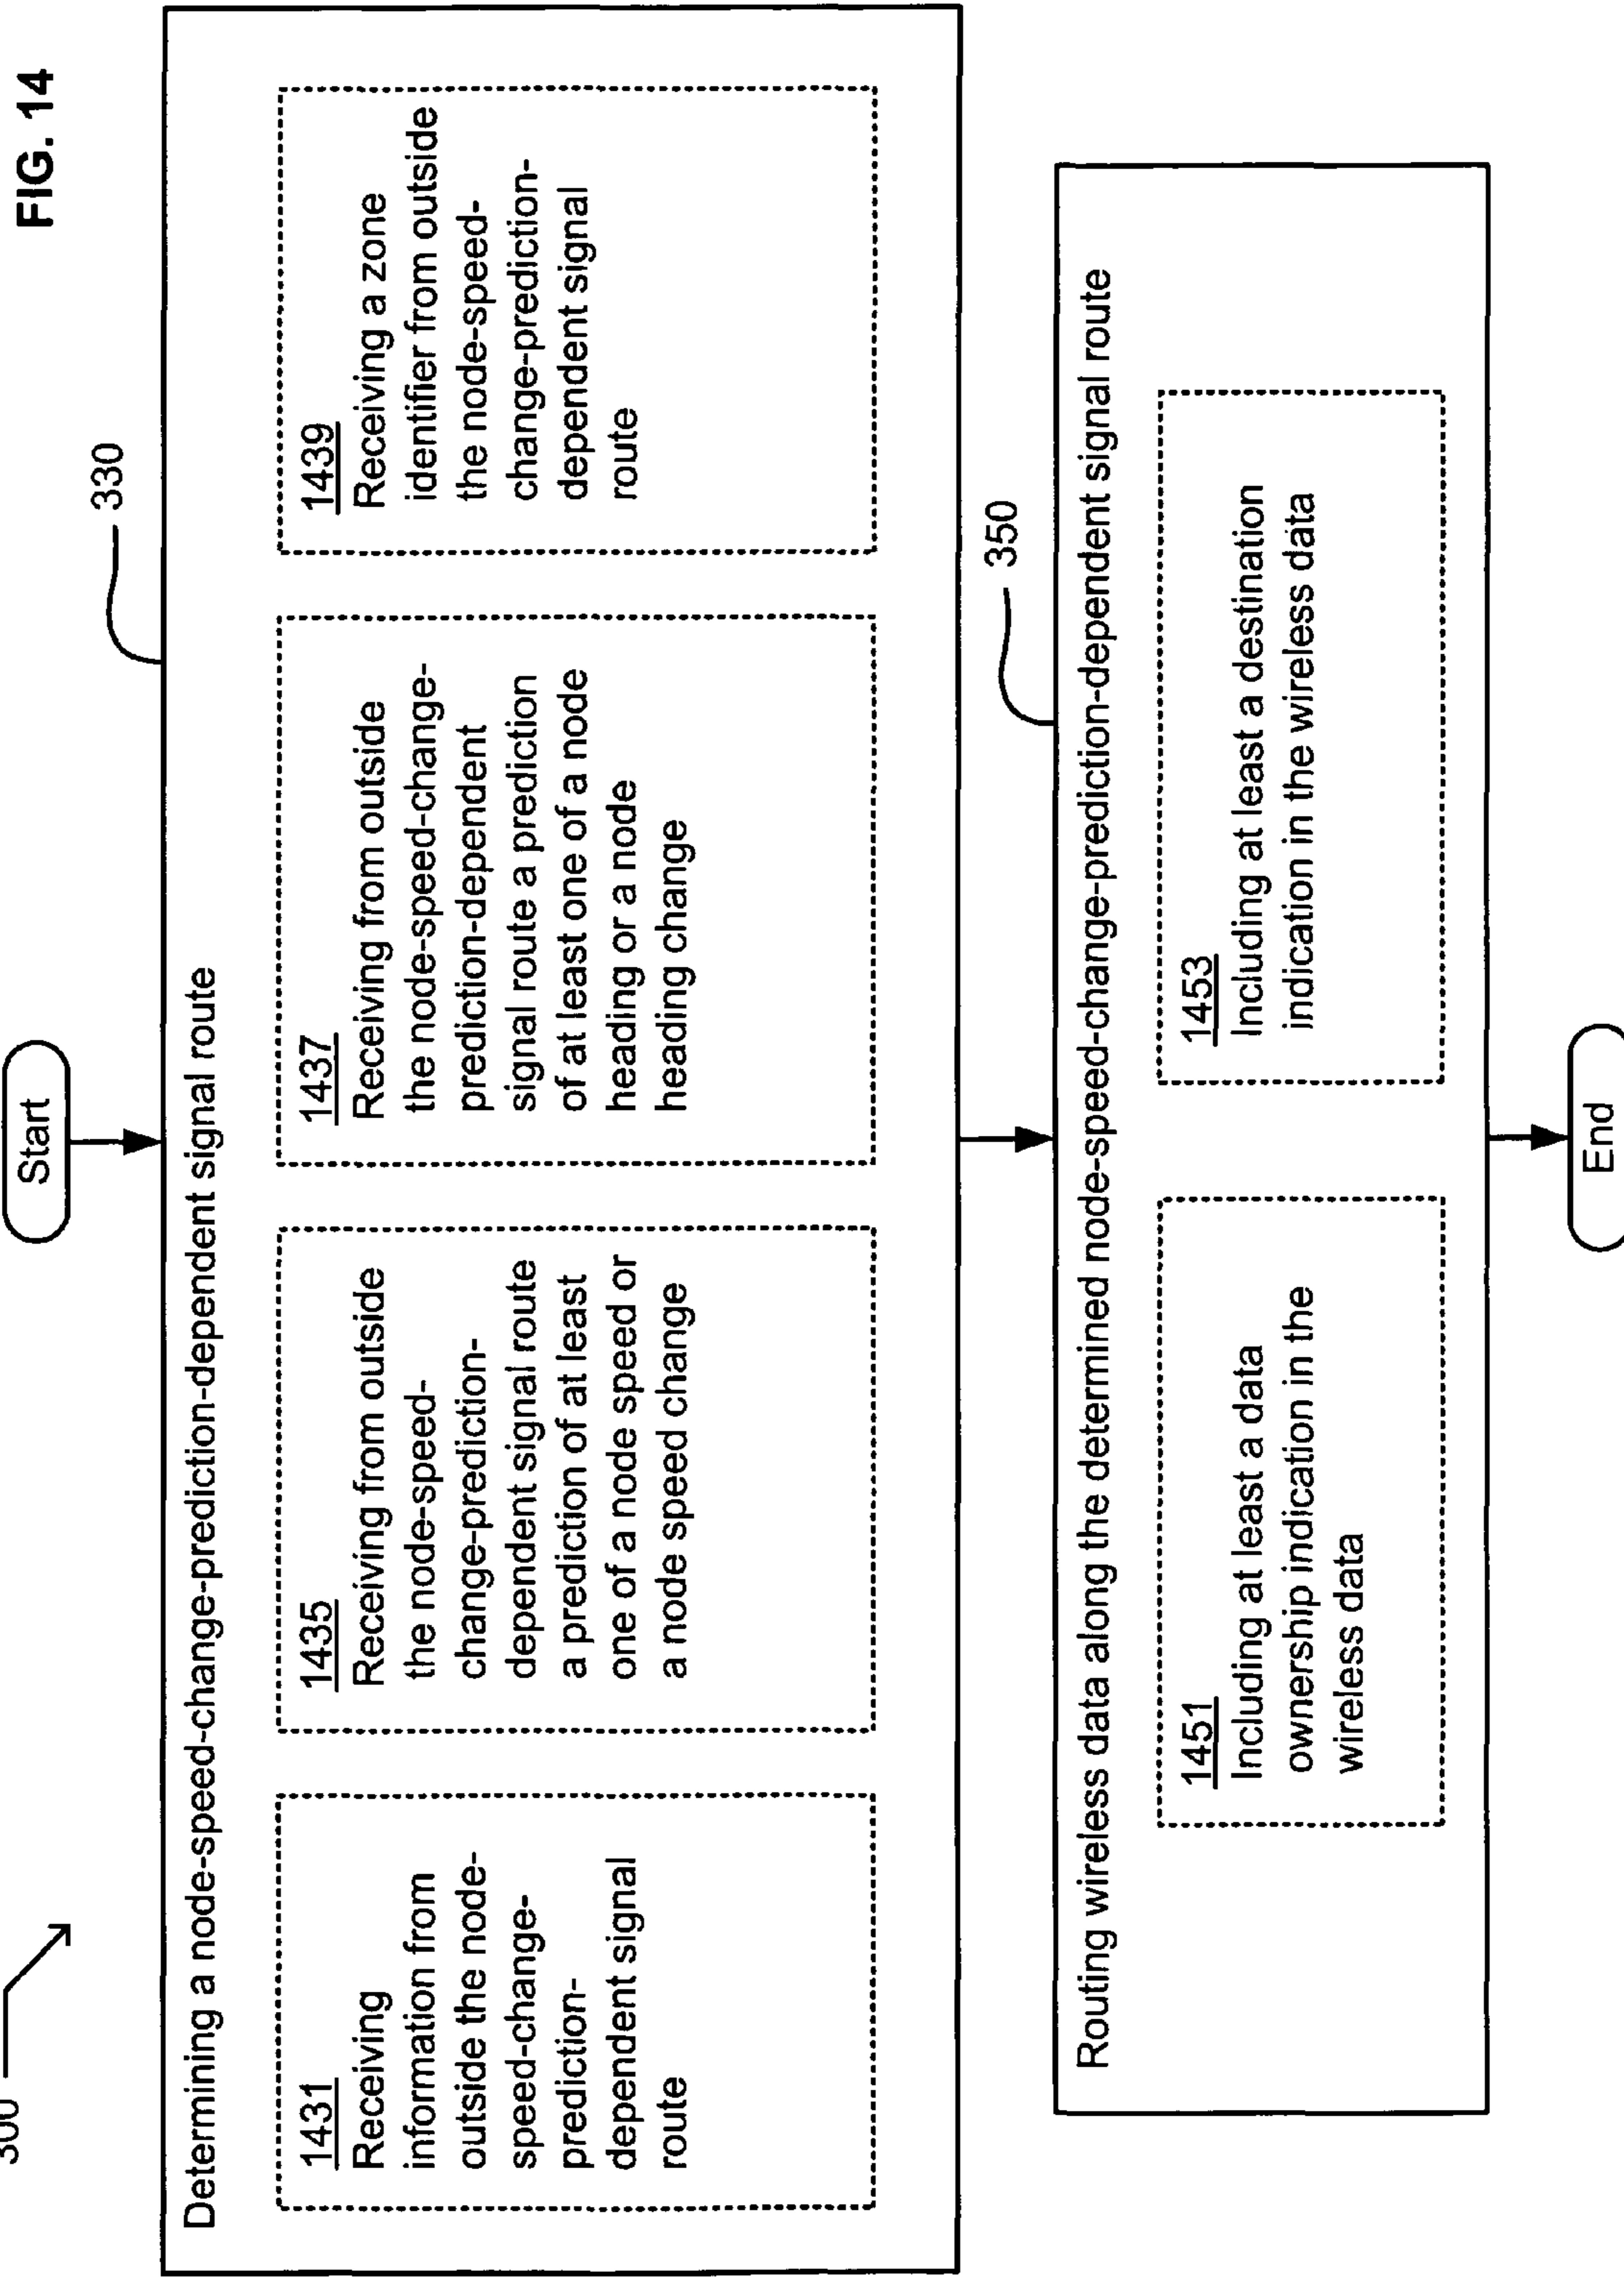 FIG. 14
300
Start
330
Determining a node-speed-change-prediction-dependent signal route
1431
Receiving
information from
outside the node-
speed-change-
prediction-
dependent signal
route
1435
Receiving from outside
the node-speed-
change-prediction-
dependent signal route
a prediction of at least
one of a node speed or
a node speed change
1437
Receiving from outside
the node-speed-change-
prediction-dependent
signal route a prediction
of at least one of a node
heading or a node
heading change
1439
Receiving a zone
identifier from outside
the node-speed-
change-prediction-
dependent signal
route
350
Routing wireless data along the determined node-speed-change-prediction-dependent signal route
1451
Including at least a data
ownership indication in the
wireless data
1453
Including at least a destination
indication in the wireless data
End